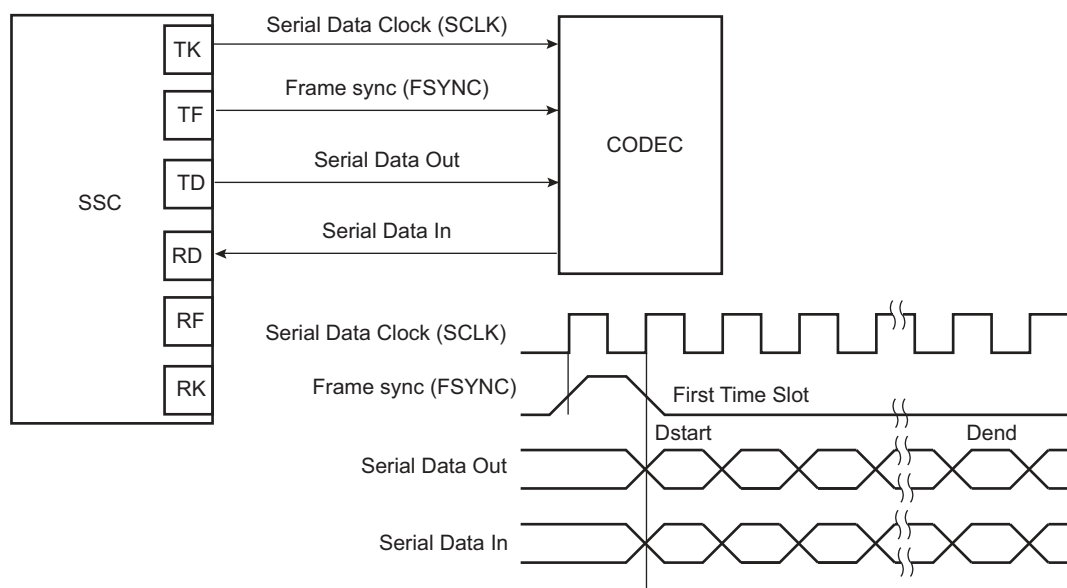 Serial Data Clock (SCLK)
TK
Frame sync (FSYNC)
TF
CODEC
Serial Data Out
TD
SSC
Serial Data In
RD
RF
Serial Data Clock (SCLK)
RK
Frame sync (FSYNC)
First Time Slot
Dstart
Dend
Serial Data Out
Serial Data In